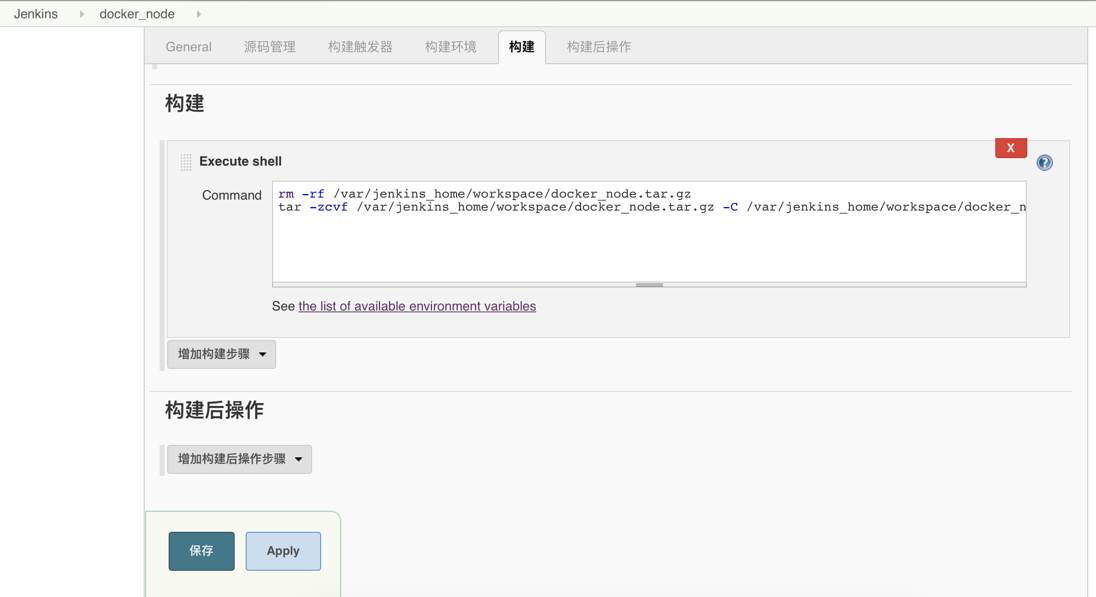 Jenkins docker_node
General 源码管理 构建触发器 构建环境 构建 构建后操作
构建
X
Execute shell
Command
rm -rf /var/jenkins_home/workspace/docker_node.tar.gz
tar -zcvf /var/jenkins_home/workspace/docker_node.tar.gz -C /var/jenkins_home/workspace/docker_n
See the list of available environment variables
增加构建步骤
构建后操作
增加构建后操作步骤
保存 Apply